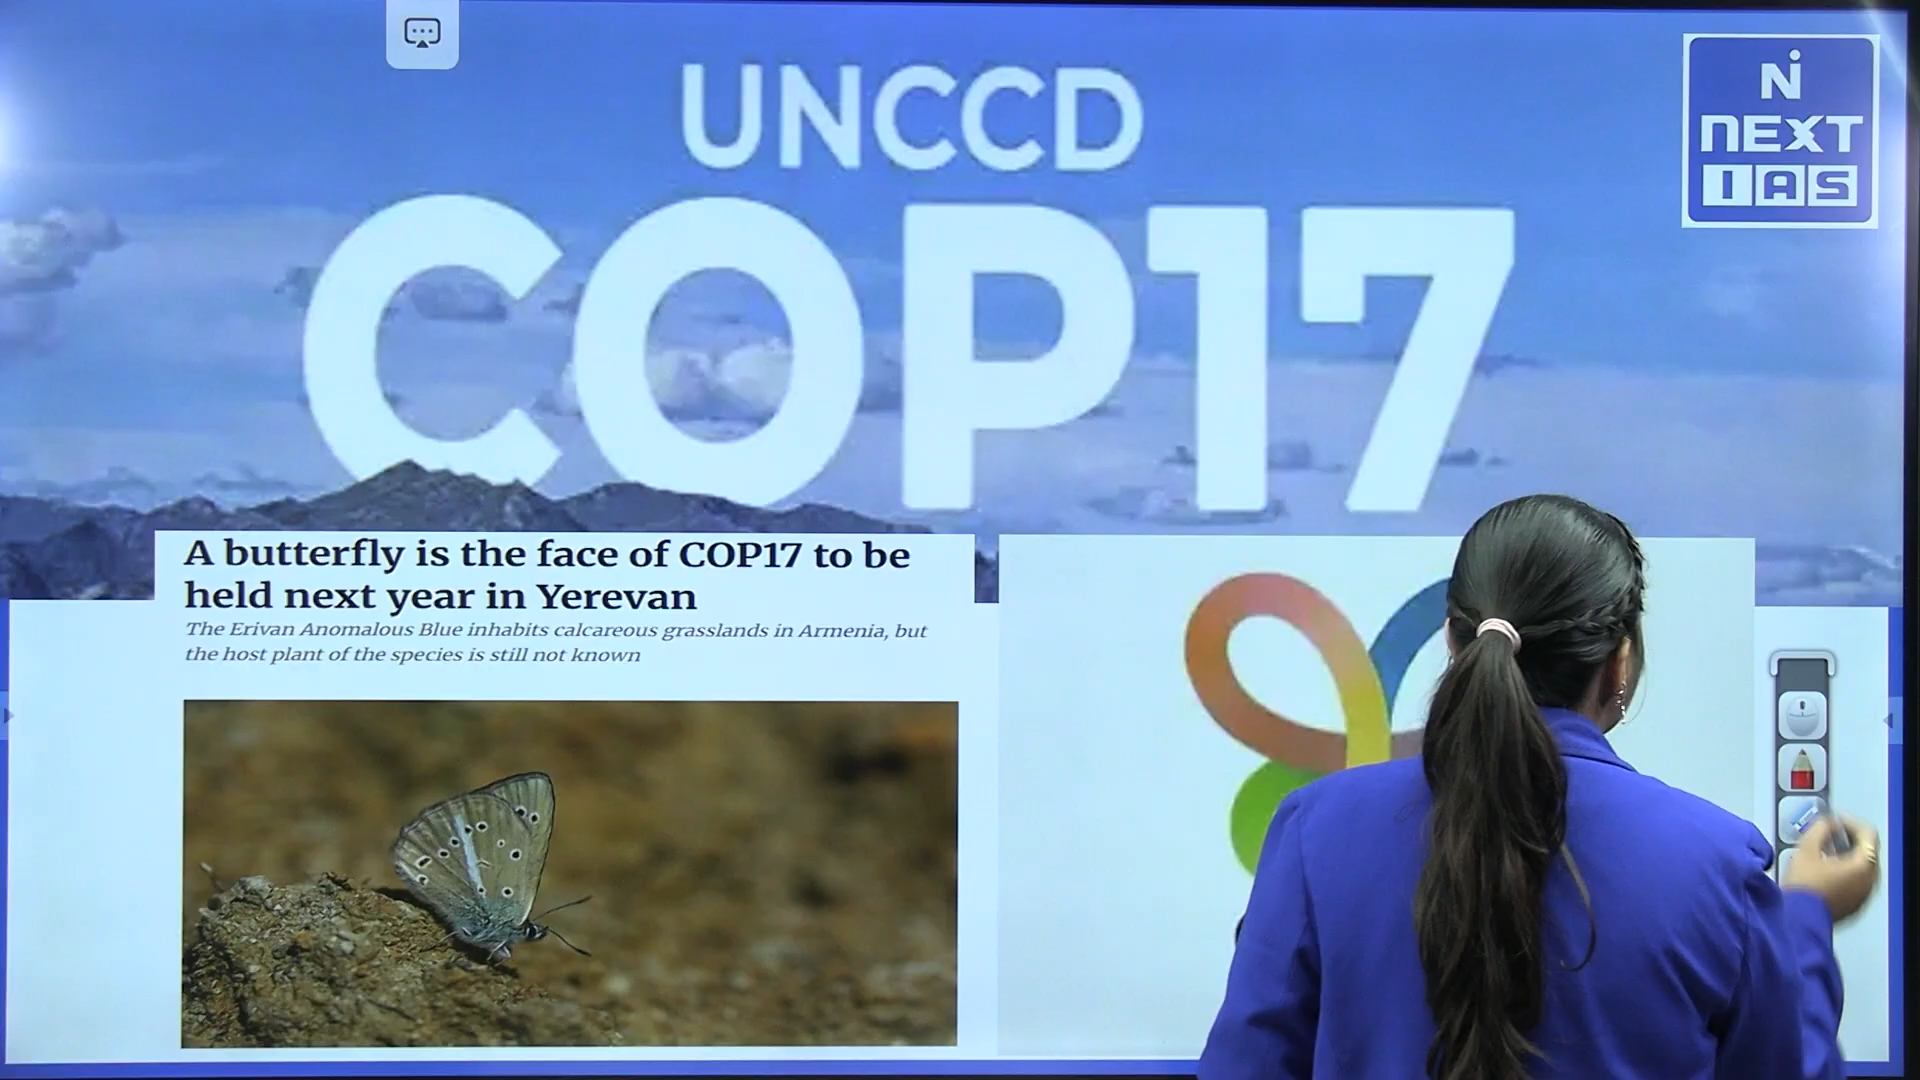 UNCCD
COP17
NEXT
IAS
A butterfly is the face of COP17 to be
held next year in Yerevan
The Erivan Anomalous Blue inhabits calcareous grasslands in Armenia, but
the host plant of the species is still not known